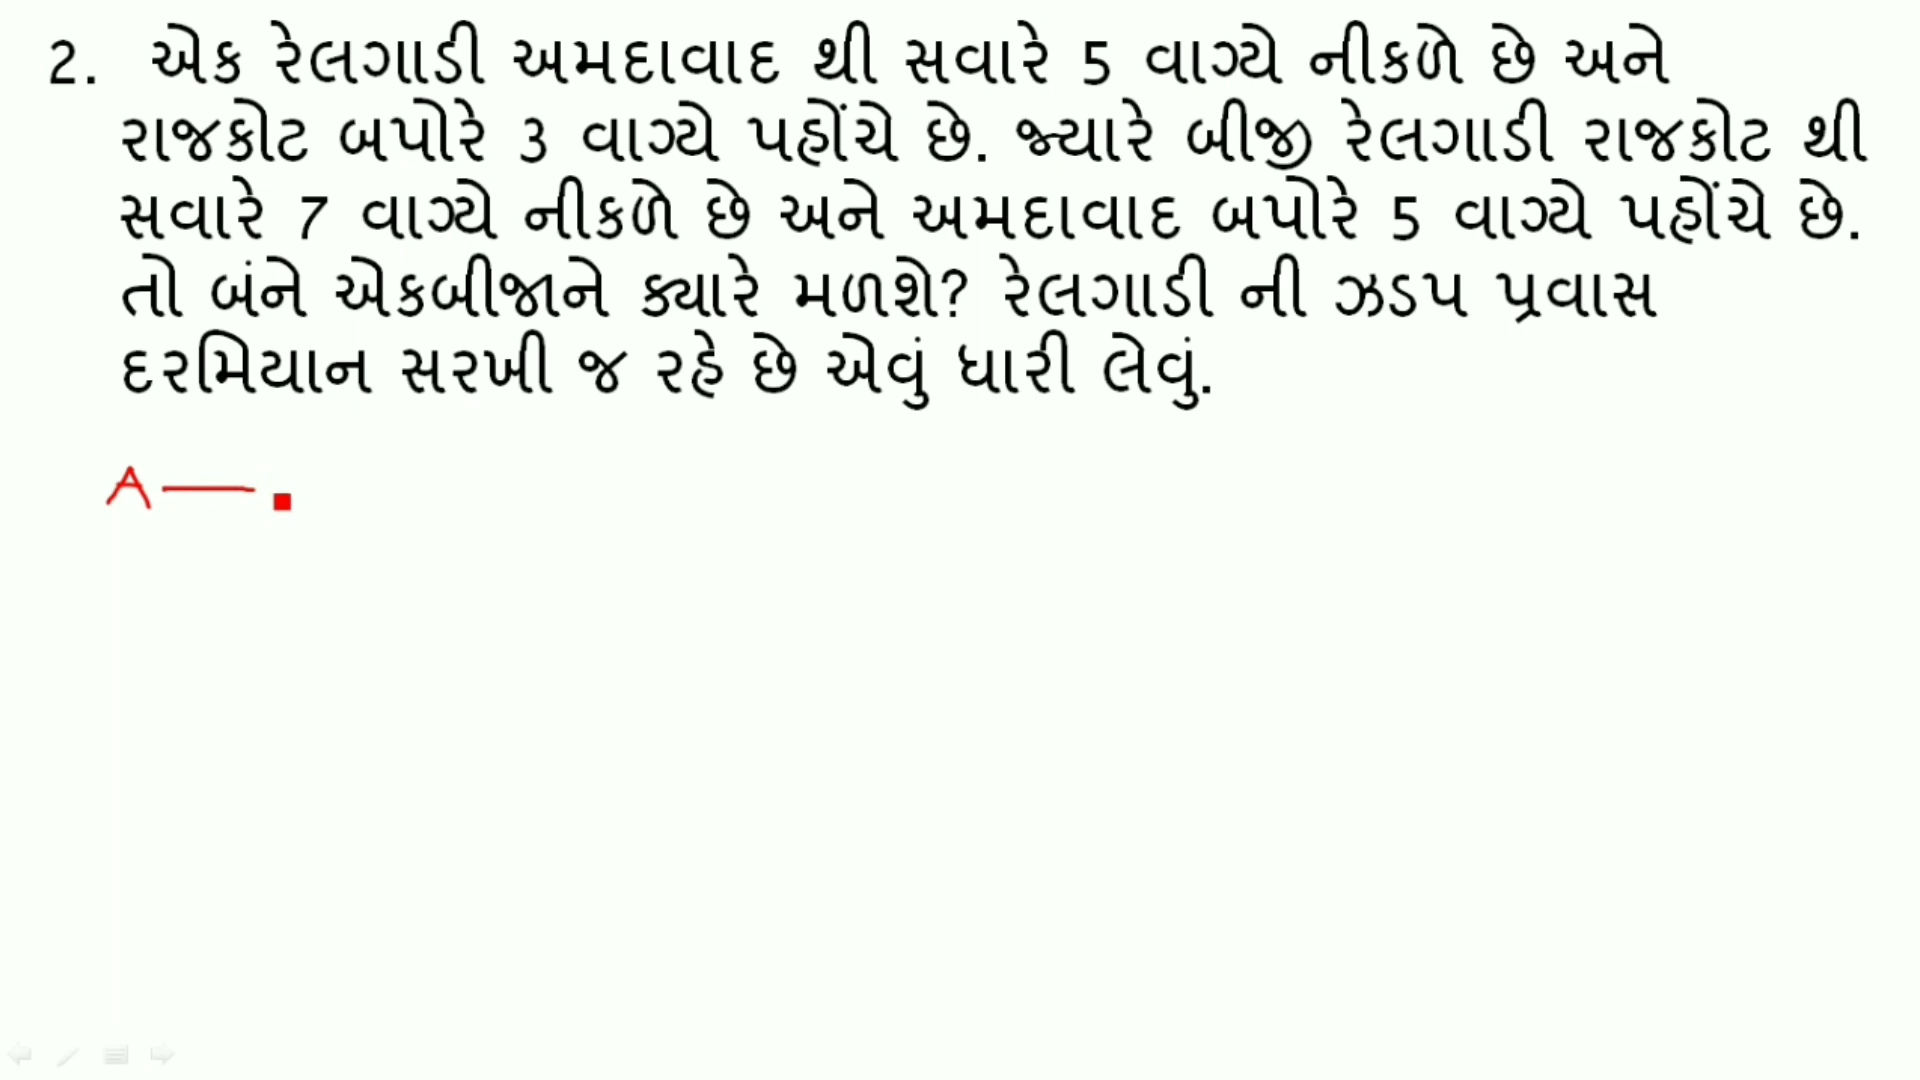 2. એક રેલગાડી અમદાવાદ થી સવારે 5 વાગ્યે નીકળે છે અને
રાજકોટ બપોરે 3 વાગ્યે પહોંચે છે. જ્યારે બીજી રેલગાડી રાજકોટ થી
સવારે 7 વાગ્યે નીકળે છે અને અમદાવાદ બપોરે 5 વાગ્યે પહોંચે છે.
તો બંને એકબીજાને ક્યારે મળશે? રેલગાડી ની ઝડપ પ્રવાસ
દરમિયાન સરખી જ રહે છે એવું ધારી લેવું.
A —